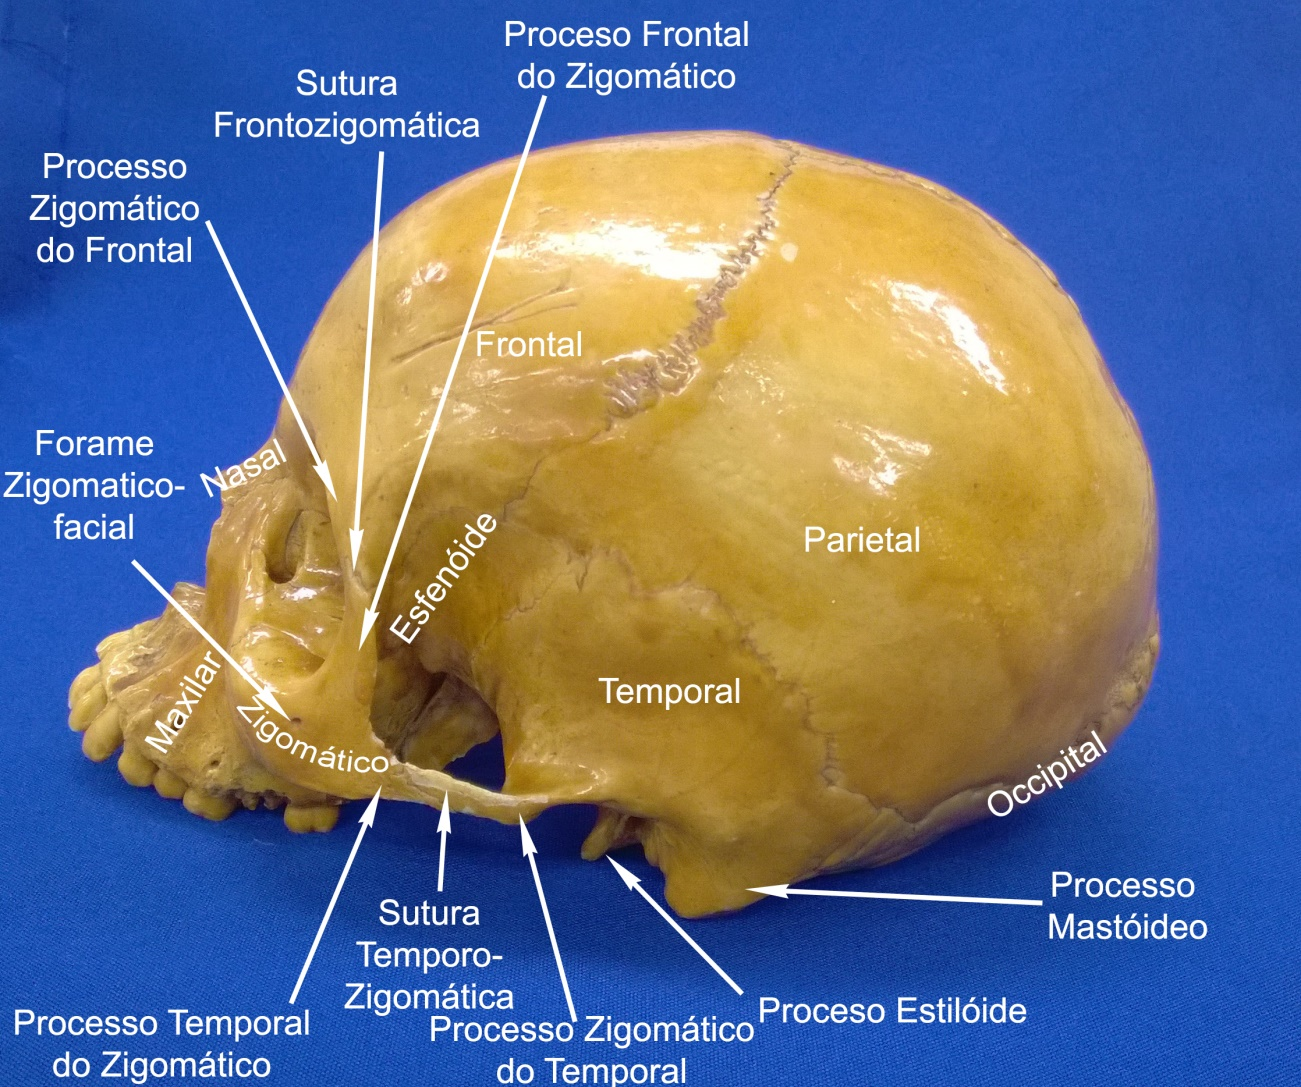 Proceso Frontal
do Zigomático
Sutura
Frontozigomática
Processo
Zigomático
do Frontal
Frontal
Forame
Zigomatico-
facial
Nasal
Esfenóide
Parietal
Maxilar
Zigomático
Temporal
Occipital
Processo
Mastóideo
Sutura
Temporo-
Zigomática
Processo Temporal
do Zigomático
Processo Zigomático
do Temporal
Proceso Estilóide